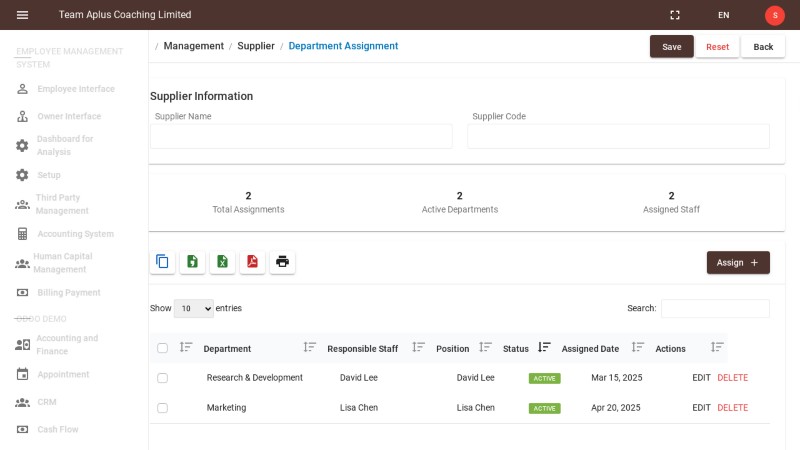 Team Aplus Coaching Limited
EN
S
EMPLOYEE MANAGEMENT
SYSTEM
Employee Interface
Owner Interface
Dashboard for
Analysis
Setup
Third Party
Management
Accounting System
Human Capital
Management
Billing Payment
DEMO
Accounting and
Finance
Appointment
CRM
Cash Flow
/ Management / Supplier / Department Assignment
Save
Reset
Back
Supplier Information
Supplier Name
Supplier Code
2
Total Assignments
2
Active Departments
2
Assigned Staff
Assign +
Show 10 entries
Search:
Department Responsible Staff Position Status Assigned Date Actions
Research & Development David Lee David Lee ACTIVE Mar 15, 2025 EDIT DELETE
Marketing Lisa Chen Lisa Chen ACTIVE Apr 20, 2025 EDIT DELETE